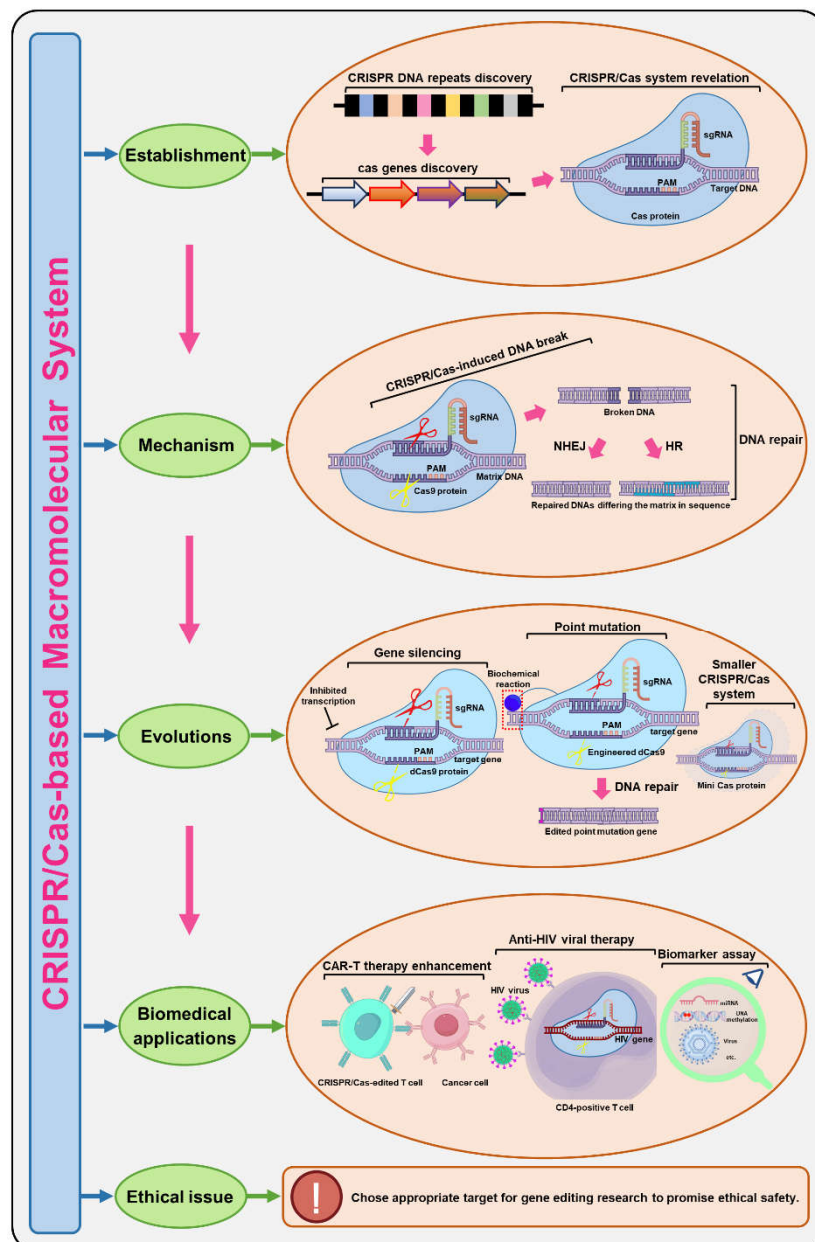 CRISPR/Cas-based Macromolecular System
Establishment
CRISPR DNA repeats discovery
cas genes discovery
CRISPR/Cas system revelation
sgRNA
PAM
Target DNA
Cas protein
Mechanism
CRISPR/Cas-induced DNA break
sgRNA
PAM
Matrix DNA
Cas9 protein
Broken DNA
NHEJ
HR
DNA repair
Repaired DNAs differing the matrix in sequence
Evolutions
Gene silencing
Inhibited
transcription
sgRNA
PAM
target gene
dCas9 protein
Point mutation
Biochemical
reaction
sgRNA
PAM
target gene
Engineered dCas9
DNA repair
Edited point mutation gene
Smaller
CRISPR/Cas
system
Mini Cas protein
Biomedical
applications
CAR-T therapy enhancement
CRISPR/Cas-edited T cell
Cancer cell
Anti-HIV viral therapy
HIV virus
HIV gene
CD4-positive T cell
Biomarker assay
miRNA
DNA
methylation
Virus
etc.
Ethical issue
!
Chose appropriate target for gene editing research to promise ethical safety.